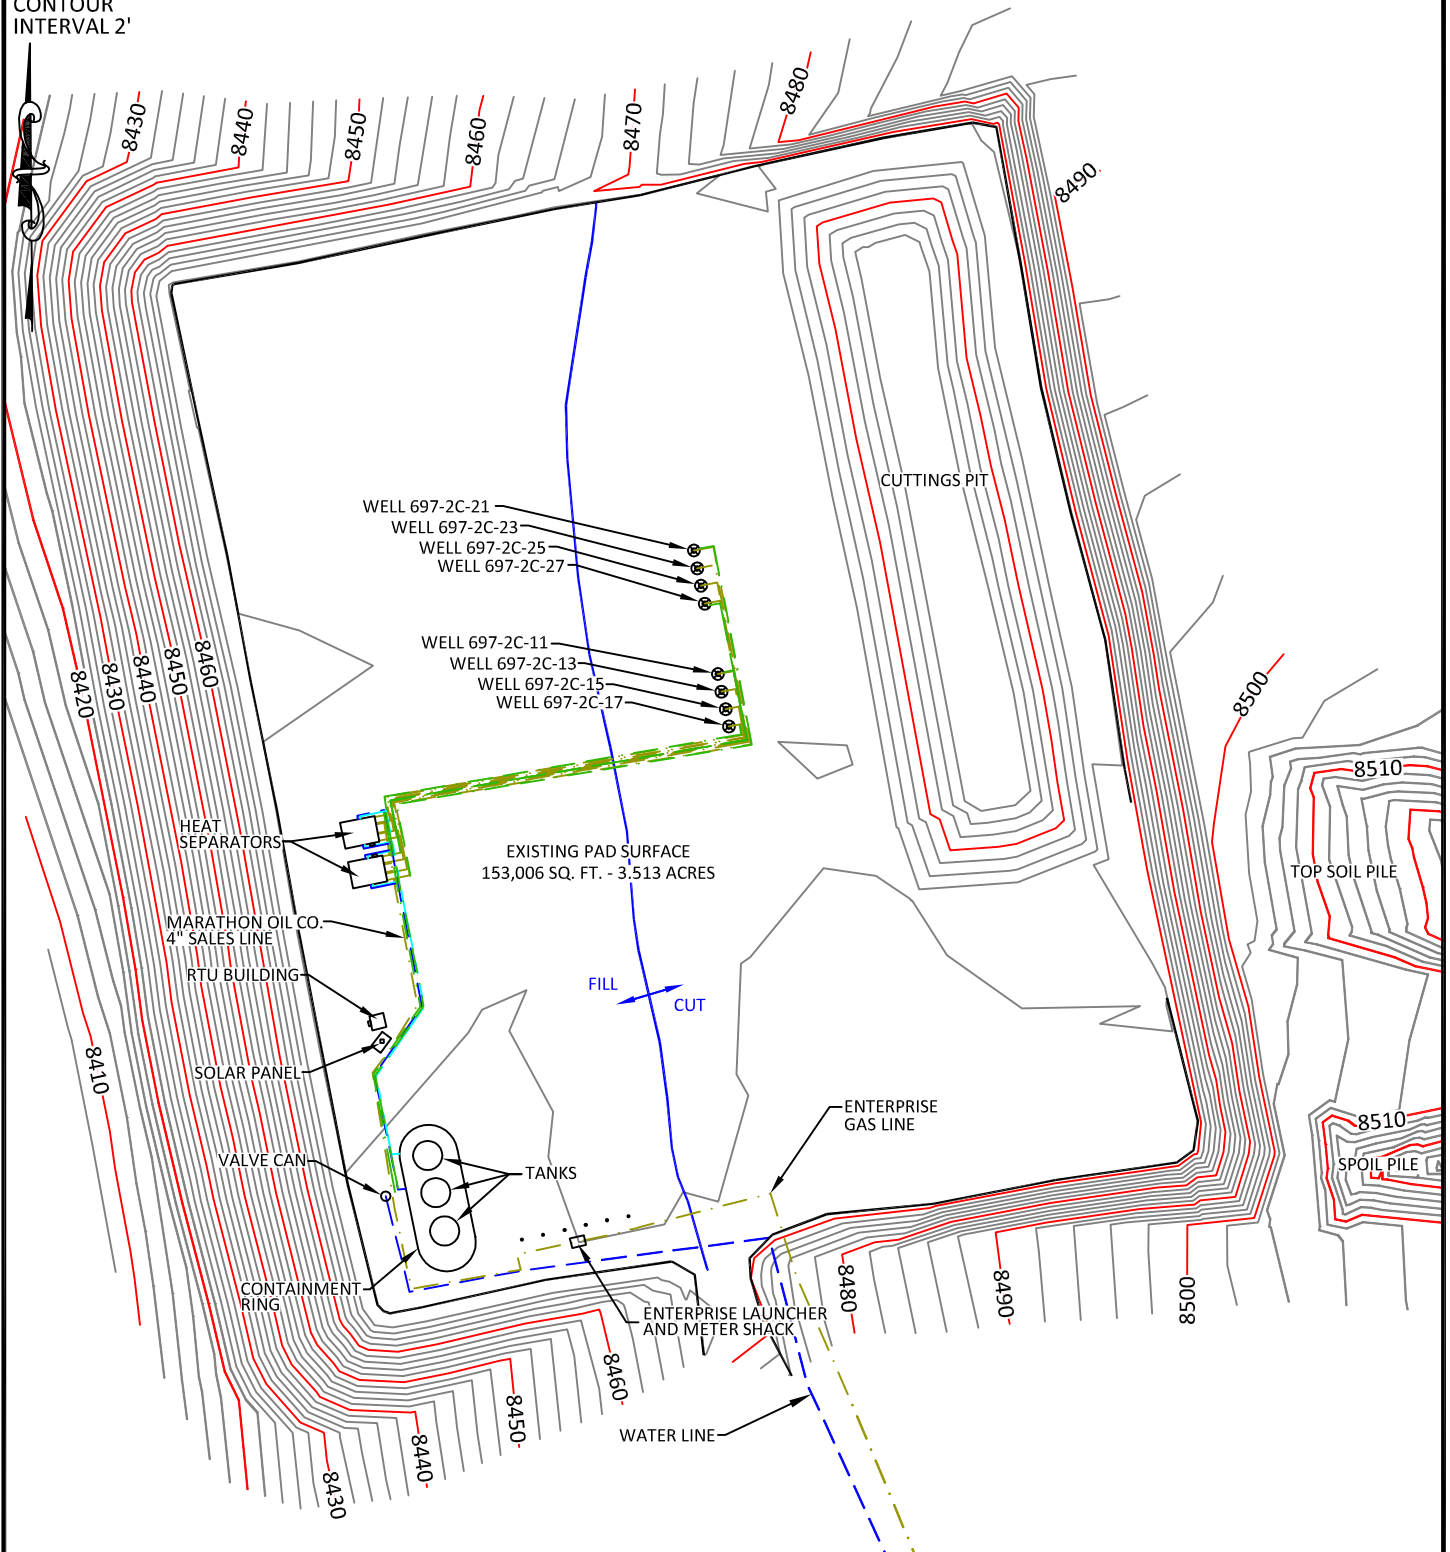 CONTOUR
INTERVAL 2'
8430
8440
8450
8460
8470
8480
8490
CUTTINGS PIT
WELL 697-2C-21
WELL 697-2C-23
WELL 697-2C-25
WELL 697-2C-27
WELL 697-2C-11
WELL 697-2C-13
WELL 697-2C-15
WELL 697-2C-17
8420
8430
8440
8450
8460
8500
8510
TOP SOIL PILE
HEAT
SEPARATORS
EXISTING PAD SURFACE
153,006 SQ. FT. - 3.513 ACRES
MARATHON OIL CO.
4" SALES LINE
RTU BUILDING
FILL
CUT
SOLAR PANEL
8410
ENTERPRISE
GAS LINE
8510
SPOIL PILE
VALVE CAN
TANKS
CONTAINMENT
RING
ENTERPRISE LAUNCHER
AND METER SHACK
8480
8490
8500
8460
8450
8440
8430
WATER LINE